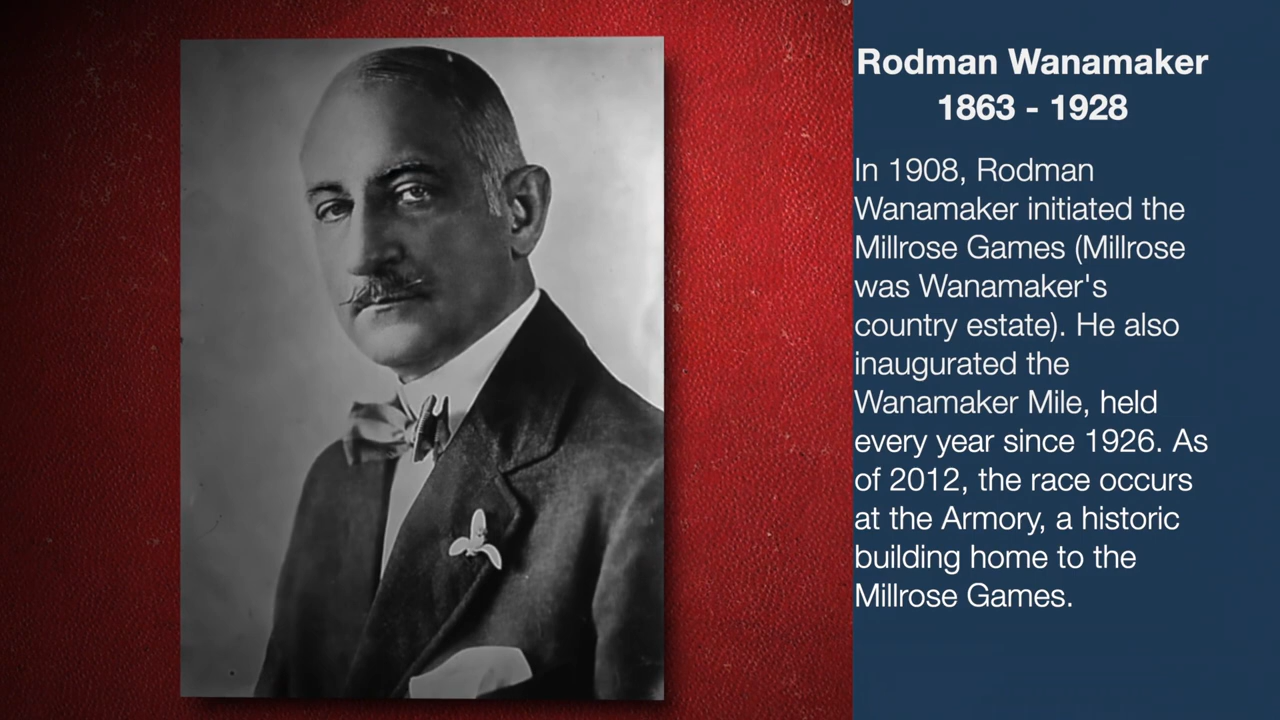 Rodman Wanamaker
1863 - 1928
In 1908, Rodman
Wanamaker initiated the
Millrose Games (Millrose
was Wanamaker's
country estate). He also
inaugurated the
Wanamaker Mile, held
every year since 1926. As
of 2012, the race occurs
at the Armory, a historic
building home to the
Millrose Games.